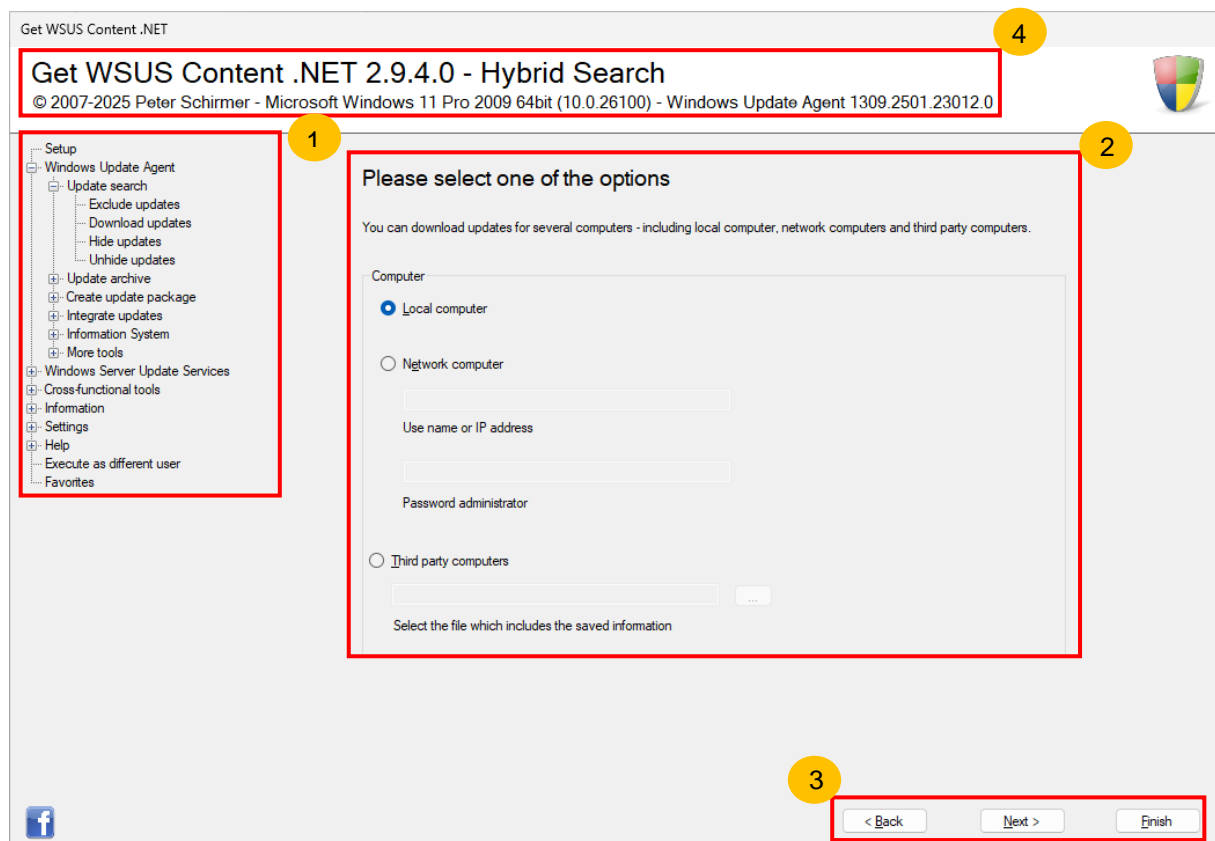 Get WSUS Content .NET
4
Get WSUS Content .NET 2.9.4.0 - Hybrid Search
© 2007-2025 Peter Schirmer - Microsoft Windows 11 Pro 2009 64bit (10.0.26100) - Windows Update Agent 1309.2501.23012.0
1
Setup
Windows Update Agent
Update search
Exclude updates
Download updates
Hide updates
Unhide updates
Update archive
Create update package
Integrate updates
Information System
More tools
Windows Server Update Services
Cross-functional tools
Information
Settings
Help
Execute as different user
Favorites
2
Please select one of the options
You can download updates for several computers - including local computer, network computers and third party computers.
Computer
Local computer
Network computer
Use name or IP address
Password administrator
Third party computers
...
Select the file which includes the saved information
3
f
< Back
Next >
Finish